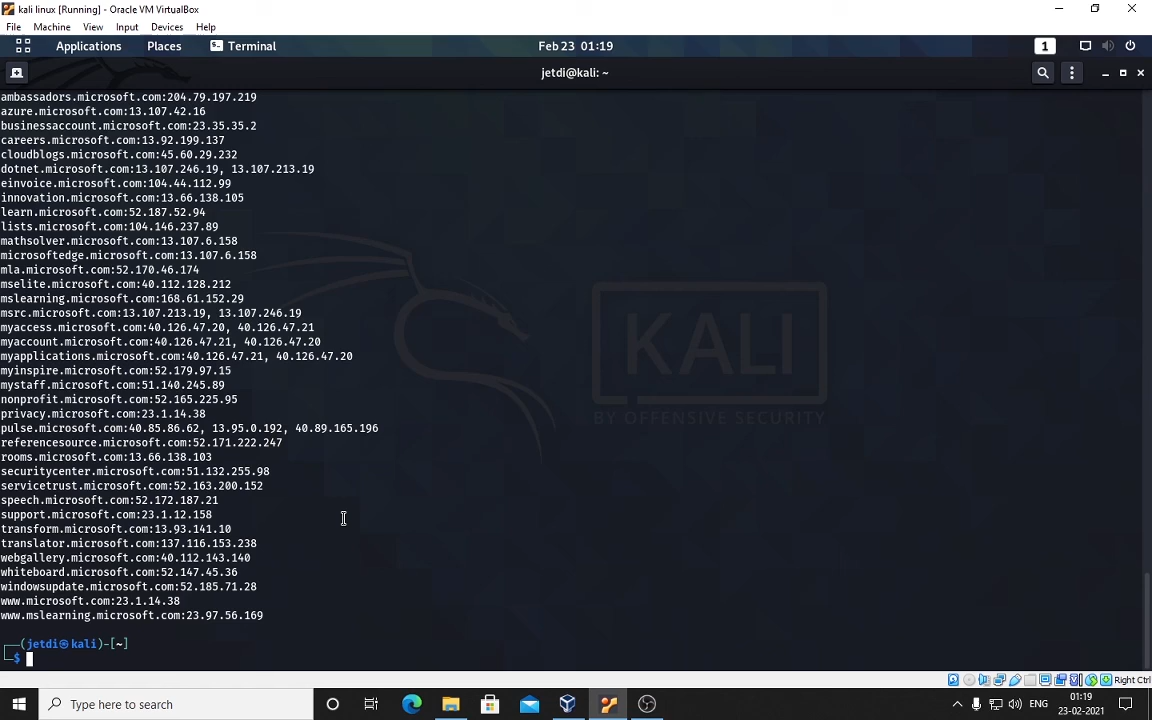 kali linux [Running] - Oracle VM VirtualBox
File Machine View Input Devices Help
Applications Places Terminal Feb 23 01:19 1
jetdi@kali: ~
ambassadors.microsoft.com:204.79.197.219
azure.microsoft.com:13.107.42.16
businessaccount.microsoft.com:23.35.35.2
careers.microsoft.com:13.92.199.137
cloudblogs.microsoft.com:45.60.29.232
dotnet.microsoft.com:13.107.246.19, 13.107.213.19
einvoice.microsoft.com:104.44.112.99
innovation.microsoft.com:13.66.138.105
learn.microsoft.com:52.187.52.94
lists.microsoft.com:104.146.237.89
mathsolver.microsoft.com:13.107.6.158
microsoftedge.microsoft.com:13.107.6.158
mla.microsoft.com:52.170.46.174
mselite.microsoft.com:40.112.128.212
mslearning.microsoft.com:168.61.152.29
msrc.microsoft.com:13.107.213.19, 13.107.246.19
myaccess.microsoft.com:40.126.47.20, 40.126.47.21
myaccount.microsoft.com:40.126.47.21, 40.126.47.20
myapplications.microsoft.com:40.126.47.21, 40.126.47.20
myinspire.microsoft.com:52.179.97.15
mystaff.microsoft.com:51.140.245.89
nonprofit.microsoft.com:52.165.225.95
privacy.microsoft.com:23.1.14.38
pulse.microsoft.com:40.85.86.62, 13.95.0.192, 40.89.165.196
referencesource.microsoft.com:52.171.222.247
rooms.microsoft.com:13.66.138.103
securitycenter.microsoft.com:51.132.255.98
servicetrust.microsoft.com:52.163.200.152
speech.microsoft.com:52.172.187.21
support.microsoft.com:23.1.12.158
transform.microsoft.com:13.93.141.10
translator.microsoft.com:137.116.153.238
webgallery.microsoft.com:40.112.143.140
whiteboard.microsoft.com:52.147.45.36
windowsupdate.microsoft.com:52.185.71.28
www.microsoft.com:23.1.14.38
www.mslearning.microsoft.com:23.97.56.169
KALI
BY OFFENSIVE SECURITY
(jetdi㉿kali)-[~]
$
Right Ctrl
Type here to search
ENG
01:19
23-02-2021